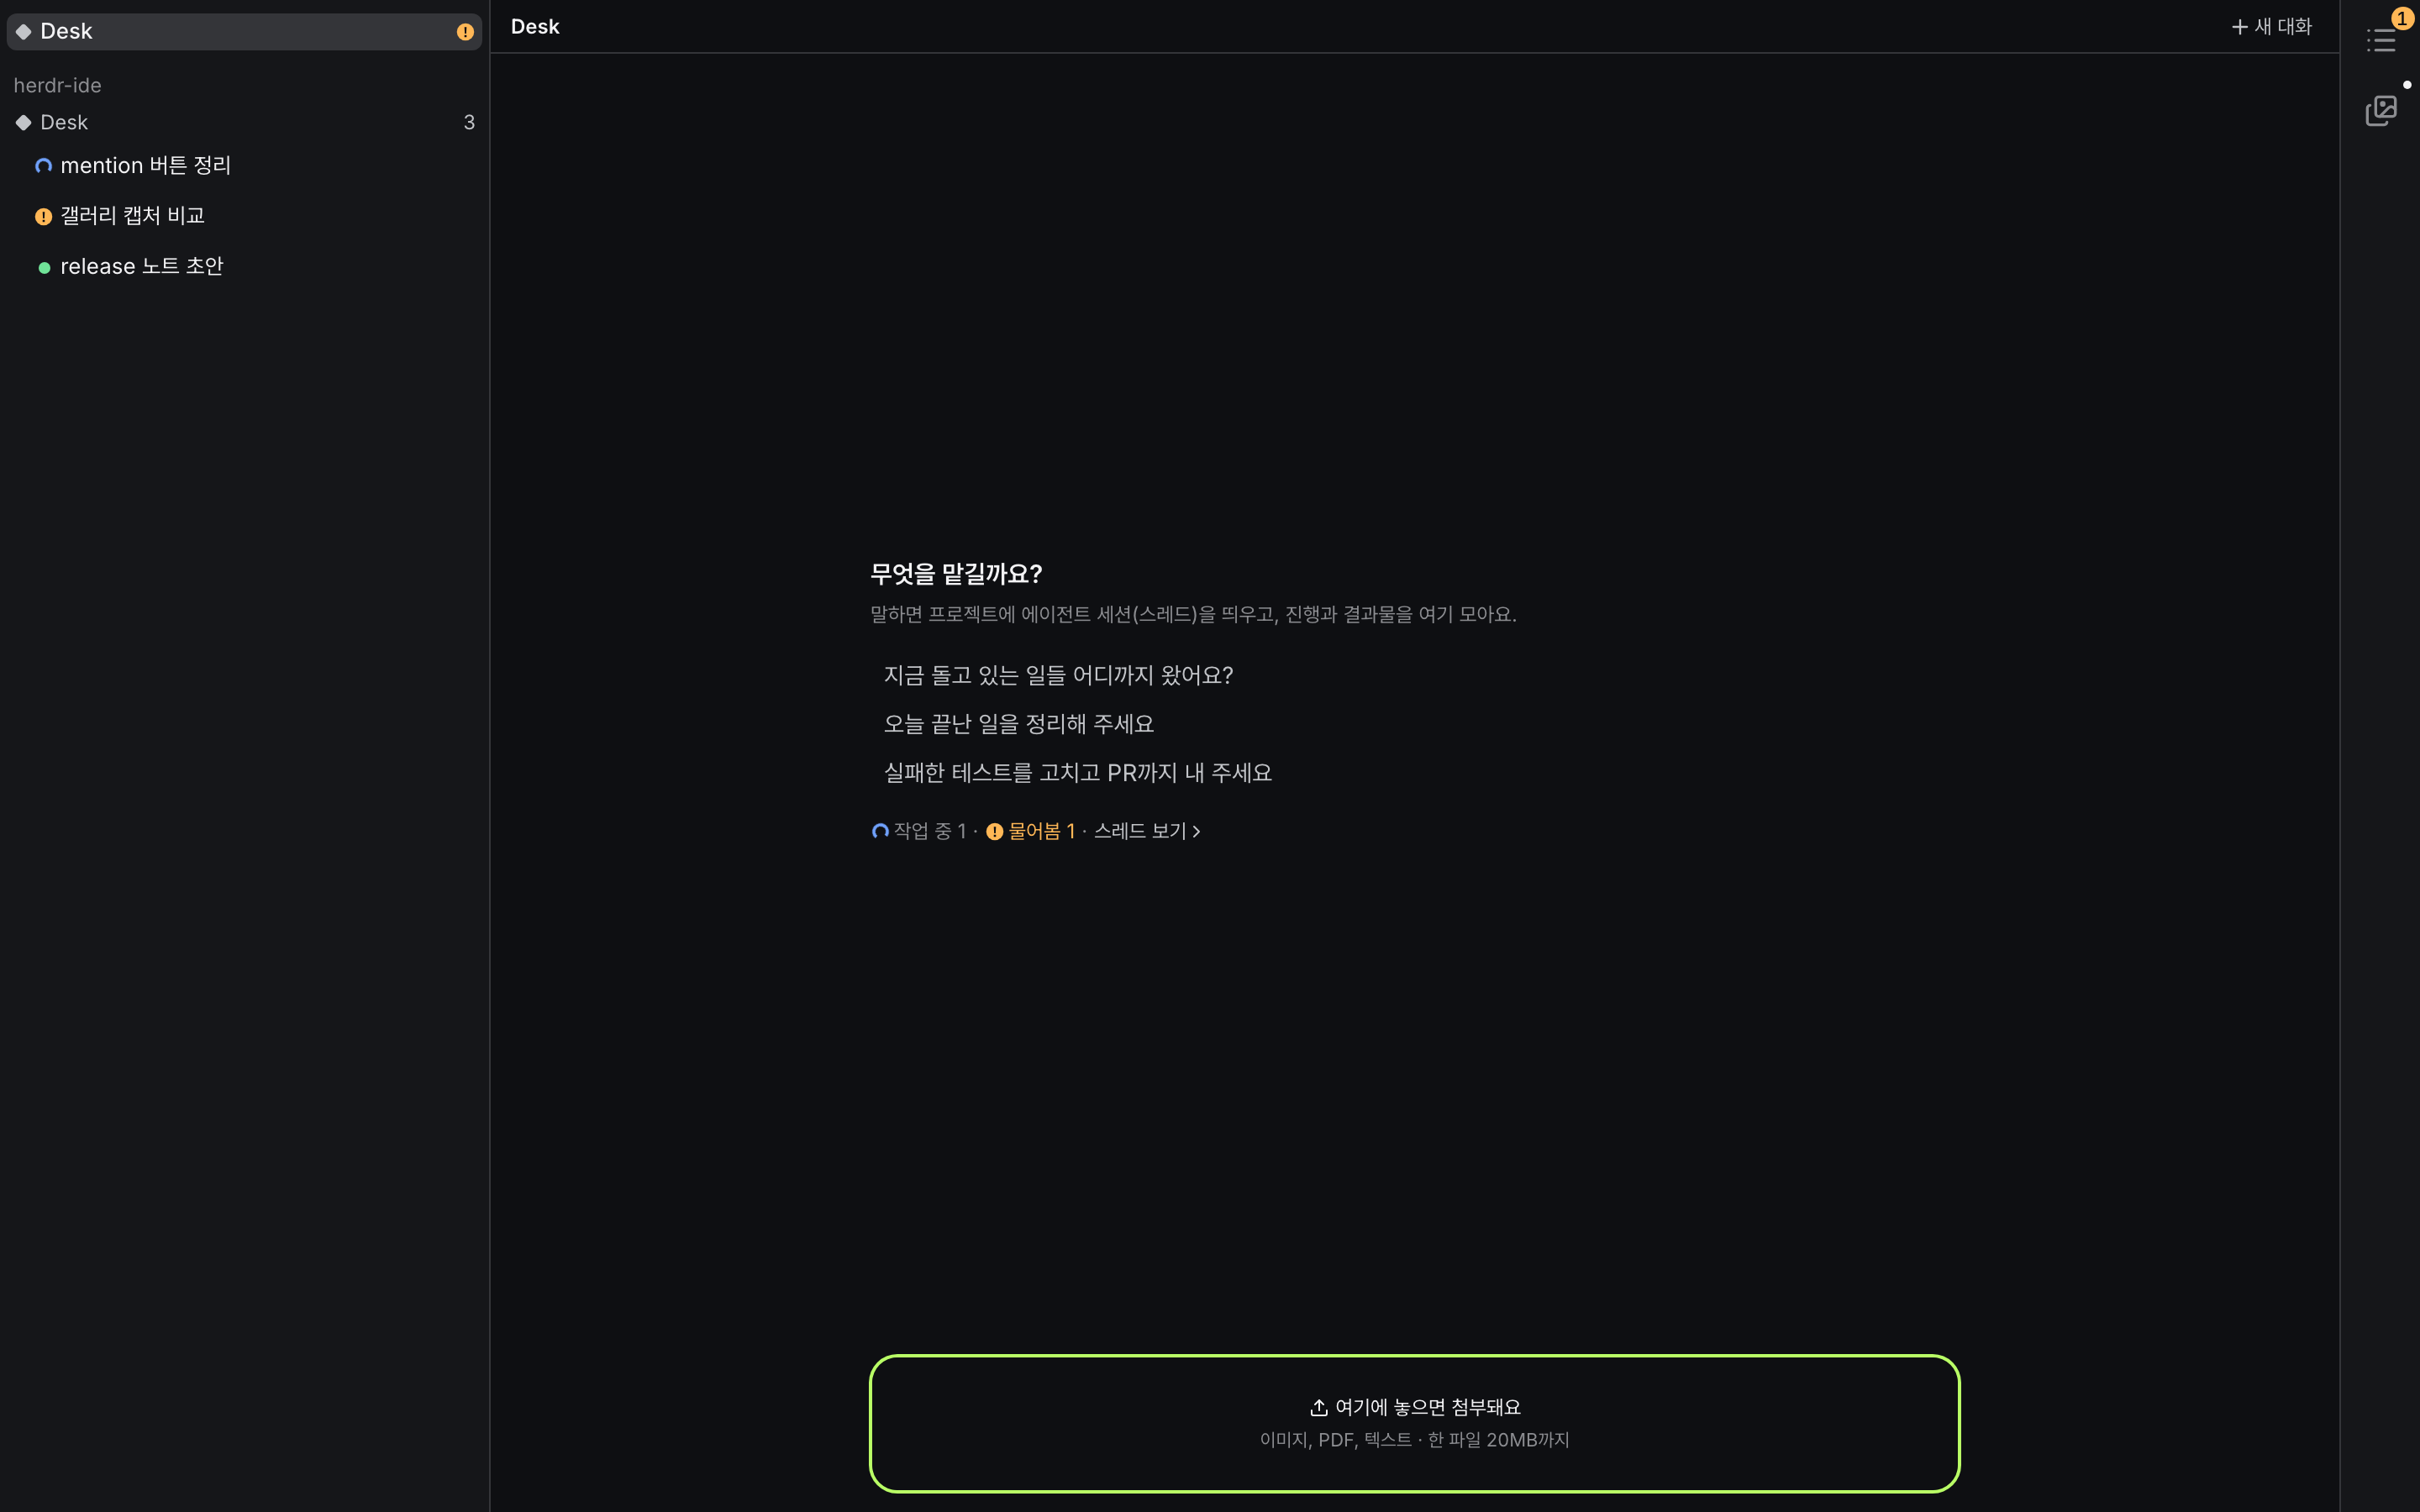 Desk
herdr-ide
Desk 3
mention 버튼 정리
갤러리 캡처 비교
release 노트 초안
Desk
새 대화
1
무엇을 맡길까요?
말하면 프로젝트에 에이전트 세션(스레드)을 띄우고, 진행과 결과물을 여기 모아요.
지금 돌고 있는 일들 어디까지 왔어요?
오늘 끝난 일을 정리해 주세요
실패한 테스트를 고치고 PR까지 내 주세요
작업 중 1 · 물어봄 1 · 스레드 보기
여기에 놓으면 첨부돼요
이미지, PDF, 텍스트 · 한 파일 20MB까지